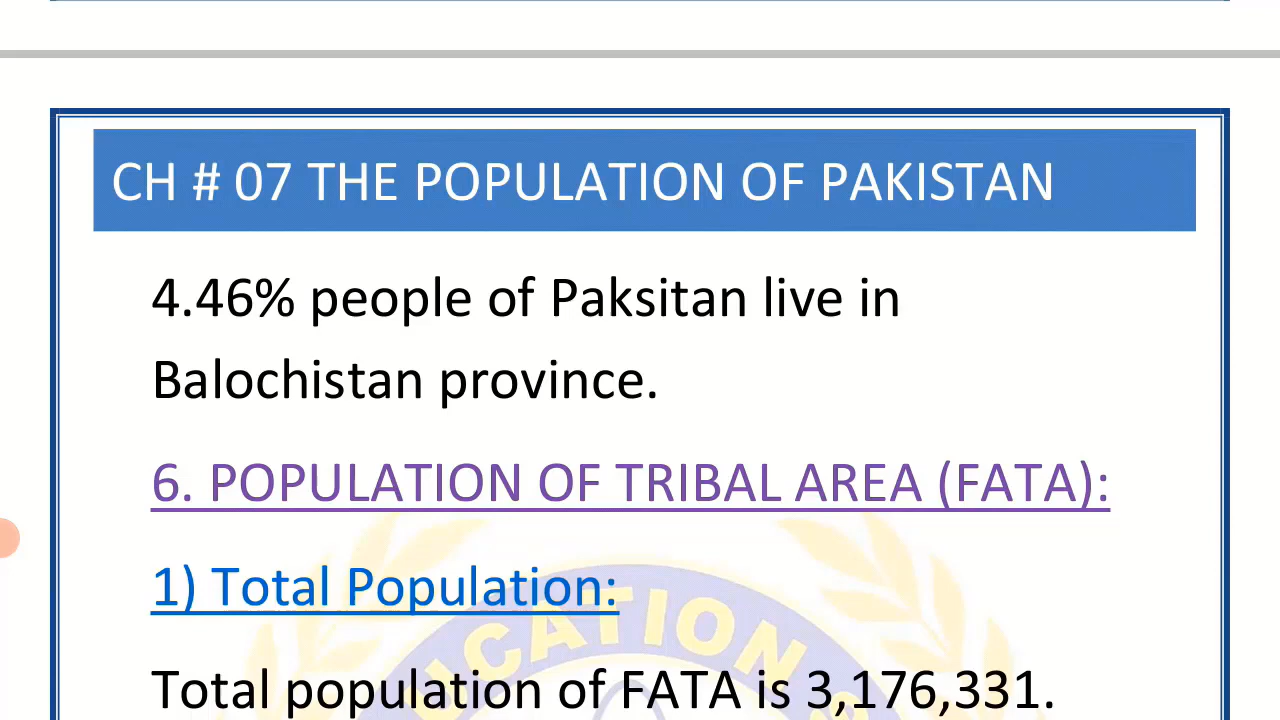 CH # 07 THE POPULATION OF PAKISTAN
4.46% people of Paksitan live in
Balochistan province.
6. POPULATION OF TRIBAL AREA (FATA):
1) Total Population:
Total population of FATA is 3,176,331.